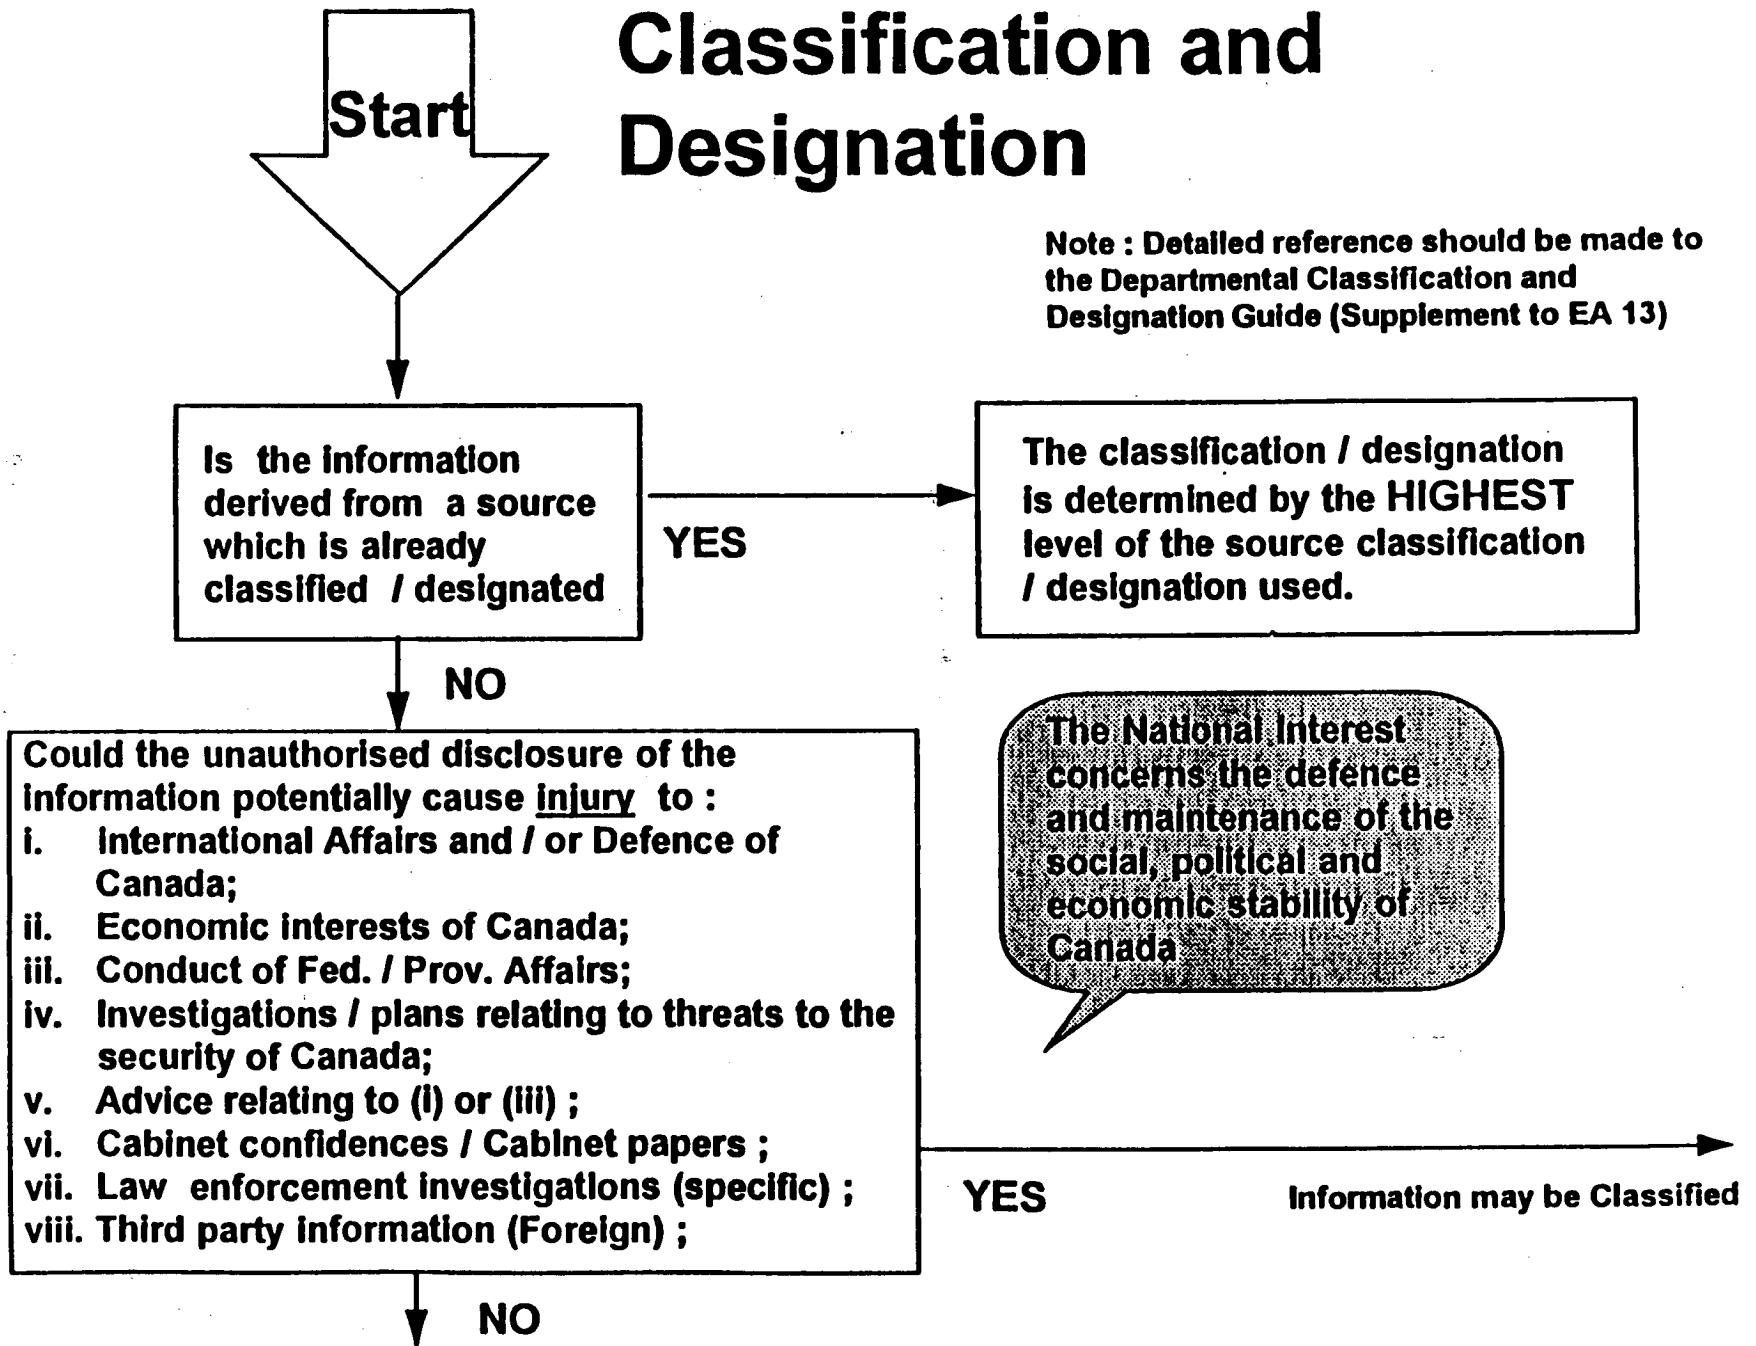 Classification and
Designation
Start
Note : Detailed reference should be made to
the Departmental Classification and
Designation Guide (Supplement to EA 13)
Is the information
derived from a source
which is already
classified / designated
YES
The classification / designation
is determined by the HIGHEST
level of the source classification
/ designation used.
NO
Could the unauthorised disclosure of the
information potentially cause injury to :
i. International Affairs and / or Defence of
Canada;
ii. Economic interests of Canada;
iii. Conduct of Fed. / Prov. Affairs;
iv. Investigations / plans relating to threats to the
security of Canada;
v. Advice relating to (i) or (iii) ;
vi. Cabinet confidences / Cabinet papers ;
vii. Law enforcement investigations (specific) ;
viii. Third party information (Foreign) ;
The National Interest
concerns the defence
and maintenance of the
social, political and
economic stability of
Canada
YES
Information may be Classified
NO